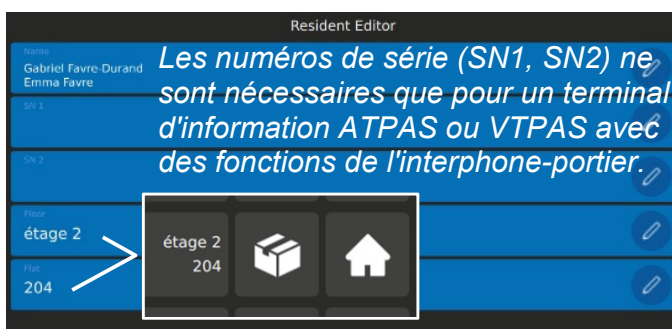 Resident Editor
Name
Gabriel Favre-Durand
Emma Favre
Les numéros de série (SN1, SN2) ne
sont nécessaires que pour un terminal
d'information ATPAS ou VTPAS avec
des fonctions de l'interphone-portier.
SN 1
SN 2
Floor
étage 2
Flat
204
étage 2
204